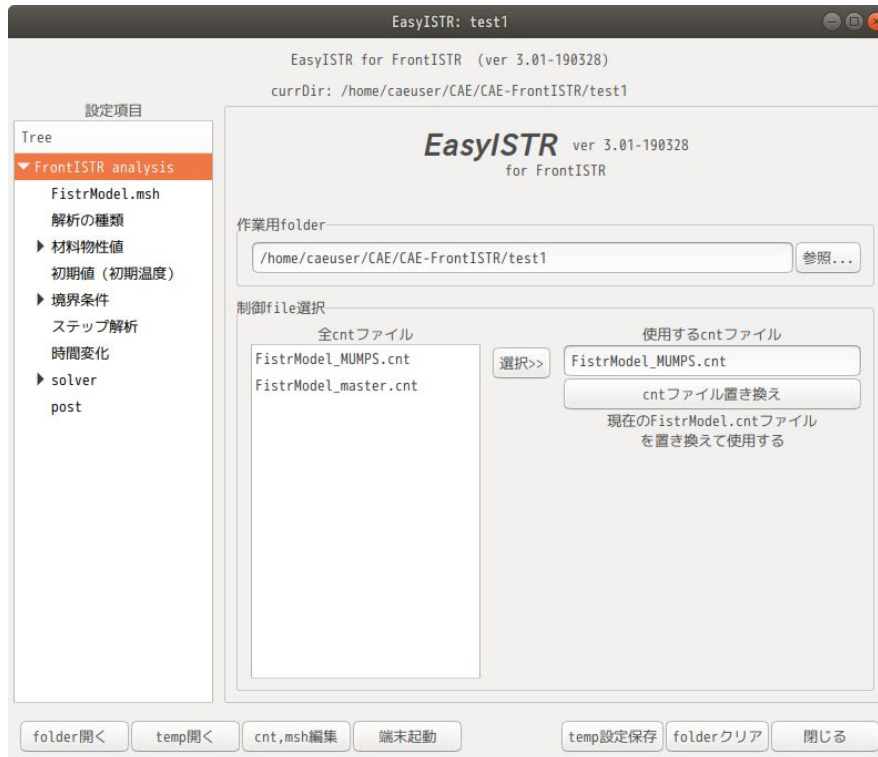 EasyISTR: test1
EasyISTR for FrontISTR (ver 3.01-190328)
currDir: /home/caeuser/CAE/CAE-FrontISTR/test1
設定項目
Tree
FrontISTR analysis
FistrModel.msh
解析の種類
材料物性値
初期値（初期温度）
境界条件
ステップ解析
時間変化
solver
post
EasyISTR ver 3.01-190328
for FrontISTR
作業用folder
/home/caeuser/CAE/CAE-FrontISTR/test1
参照...
制御file選択
全cntファイル
FistrModel_MUMPS.cnt
FistrModel_master.cnt
選択>>
使用するcntファイル
FistrModel_MUMPS.cnt
cntファイル置き換え
現在のFistrModel.cntファイル
を置き換えて使用する
folder開く
temp開く
cnt,msh編集
端末起動
temp設定保存
folderクリア
閉じる